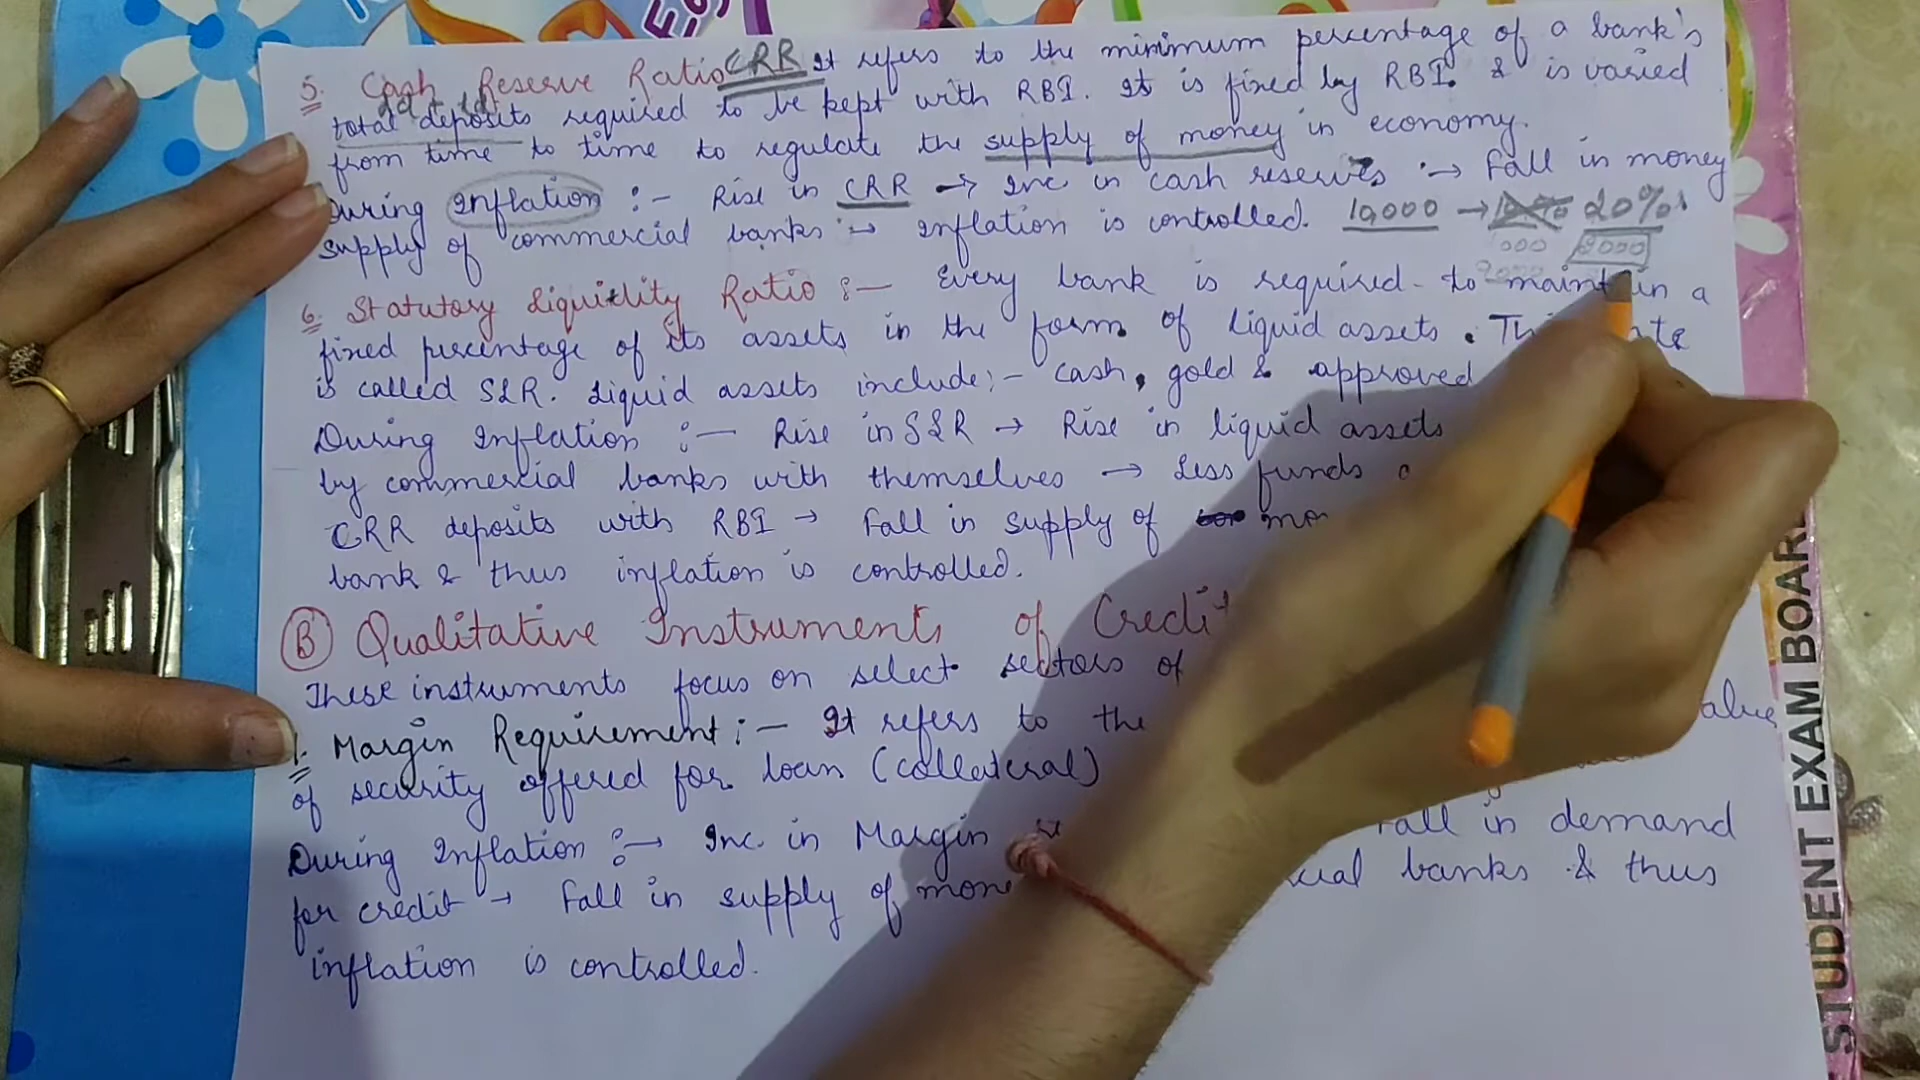 5. Cash Reserve Ratio CRR It refers to the minimum percentage of a bank's
total deposits required to be kept with RBI. It is fixed by RBI. & is varied
from time to time to regulate the supply of money in economy.
During Inflation :- Rise in CRR → Inc in cash reserves → Fall in money
supply of commercial banks → Inflation is controlled. 10,000 → 20%
000
9000
6. Statutory Liquidity Ratio :- Every bank is required to maintain a
fixed percentage of its assets in the form of liquid assets.
is called SLR. Liquid assets include:- cash, gold & approved
During Inflation :- Rise in SLR → Rise in liquid assets
by commercial banks with themselves → Less funds
CRR deposits with RBI → Fall in supply of
bank & thus inflation is controlled.
B Qualitative Instruments of Credit
These instruments focus on select sectors of
1. Margin Requirement :- It refers to the value
of security offered for loan (collateral)
During Inflation :→ Inc. in Margin Fall in demand
for credit → Fall in supply of banks & thus
inflation is controlled.
STUDENT EXAM BOARD